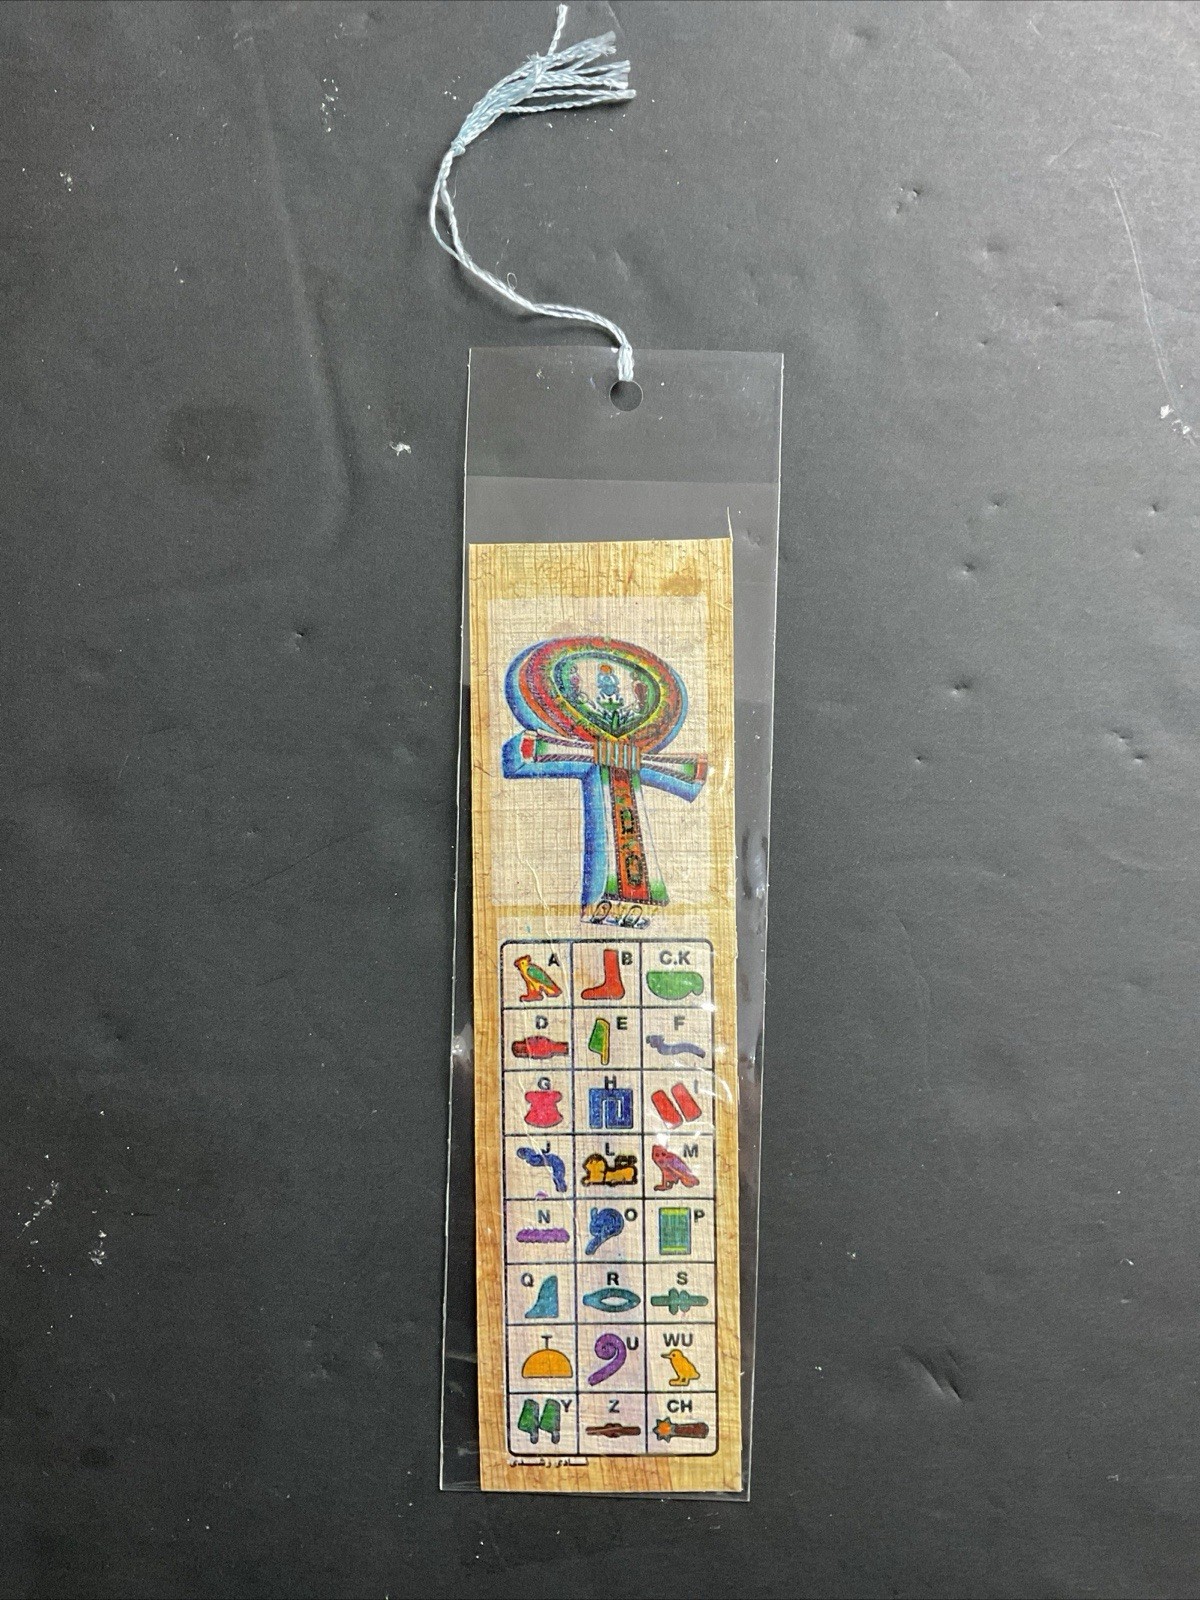 A B C.K
D E F
G H I
J L M
N O P
Q R S
T U WU
Y Z CH